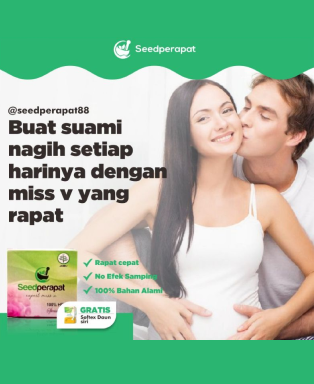 Seedperapat
@seedperapat88
Buat suami
nagih setiap
harinya dengan
miss v yang
rapat
Rapat cepat
No Efek Samping
100% Bahan Alami
Seedperapat
GRATIS
Softex Daun
siri